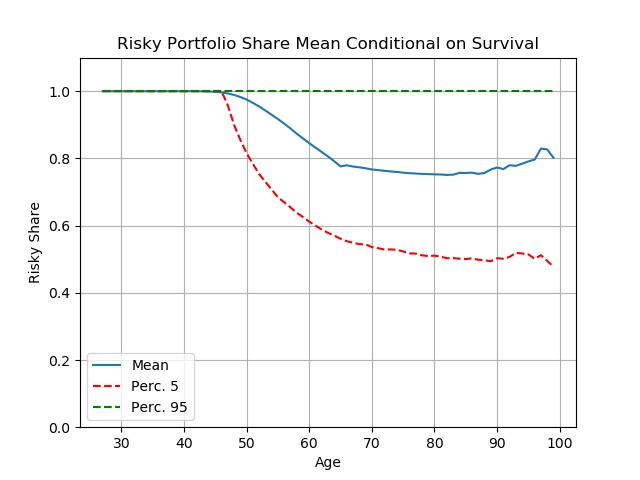 Risky Portfolio Share Mean Conditional on Survival
1.0
0.8
0.6
0.4
0.2
0.0
Risky Share
Mean
Perc. 5
Perc. 95
30 40 50 60 70 80 90 100
Age